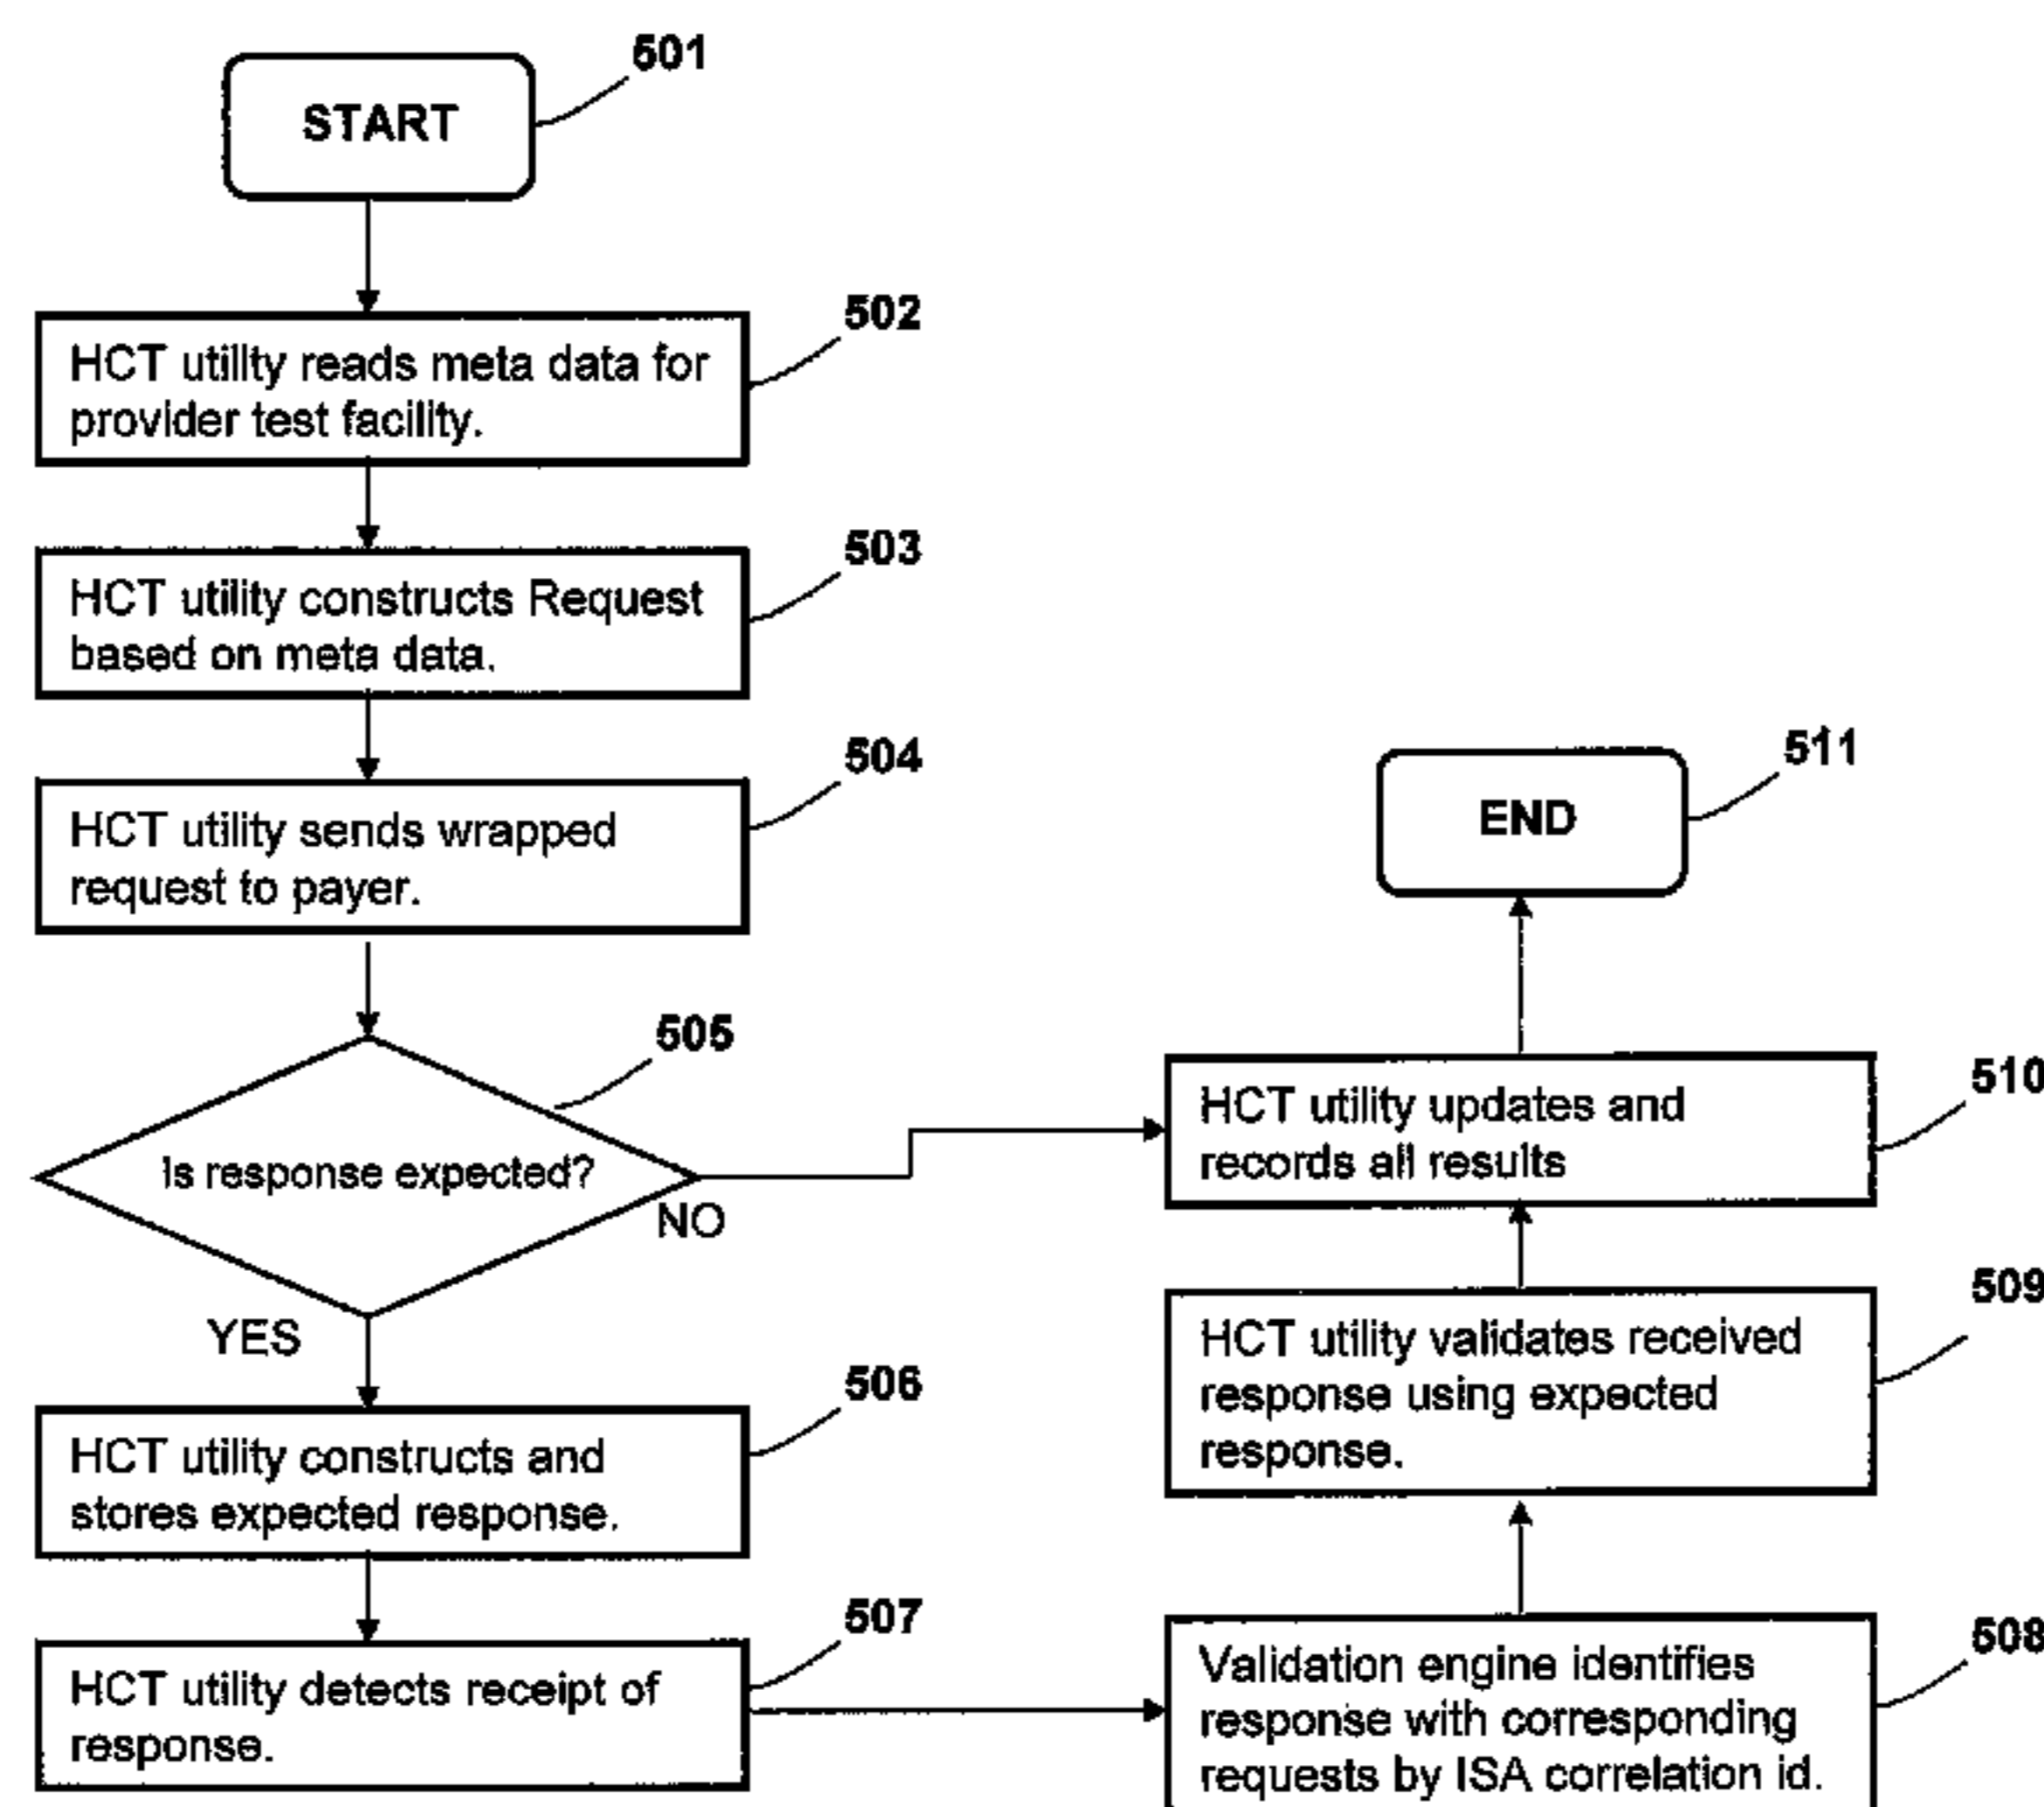 501
START
502
HCT utility reads meta data for
provider test facility.
503
HCT utility constructs Request
based on meta data.
504
HCT utility sends wrapped
request to payer.
505
Is response expected?
NO
YES
506
HCT utility constructs and
stores expected response.
507
HCT utility detects receipt of
response.
508
Validation engine identifies
response with corresponding
requests by ISA correlation id.
509
HCT utility validates received
response using expected
response.
510
HCT utility updates and
records all results
511
END